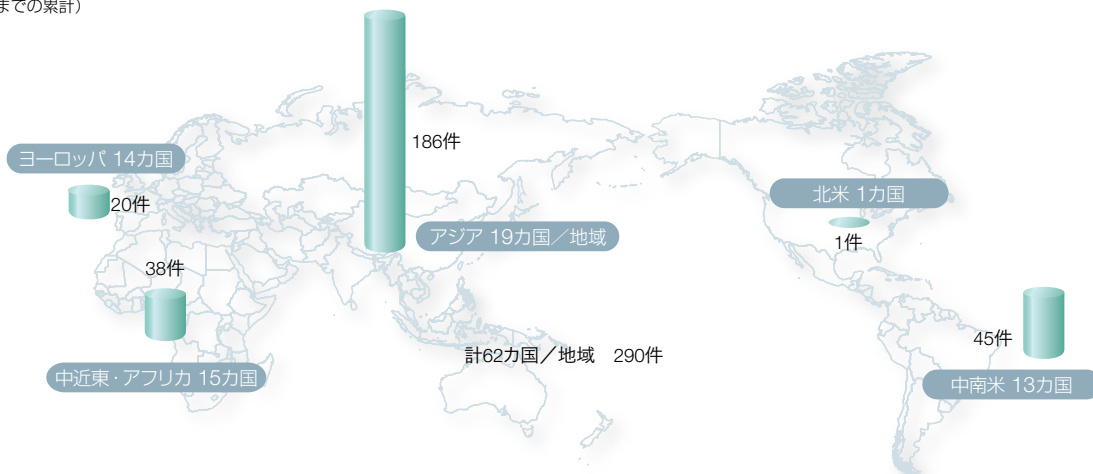 までの累計）
186件
ヨーロッパ 14カ国
20件
アジア 19カ国／地域
38件
中近東・アフリカ 15カ国
北米 1カ国
1件
45件
中南米 13カ国
計62カ国／地域　290件